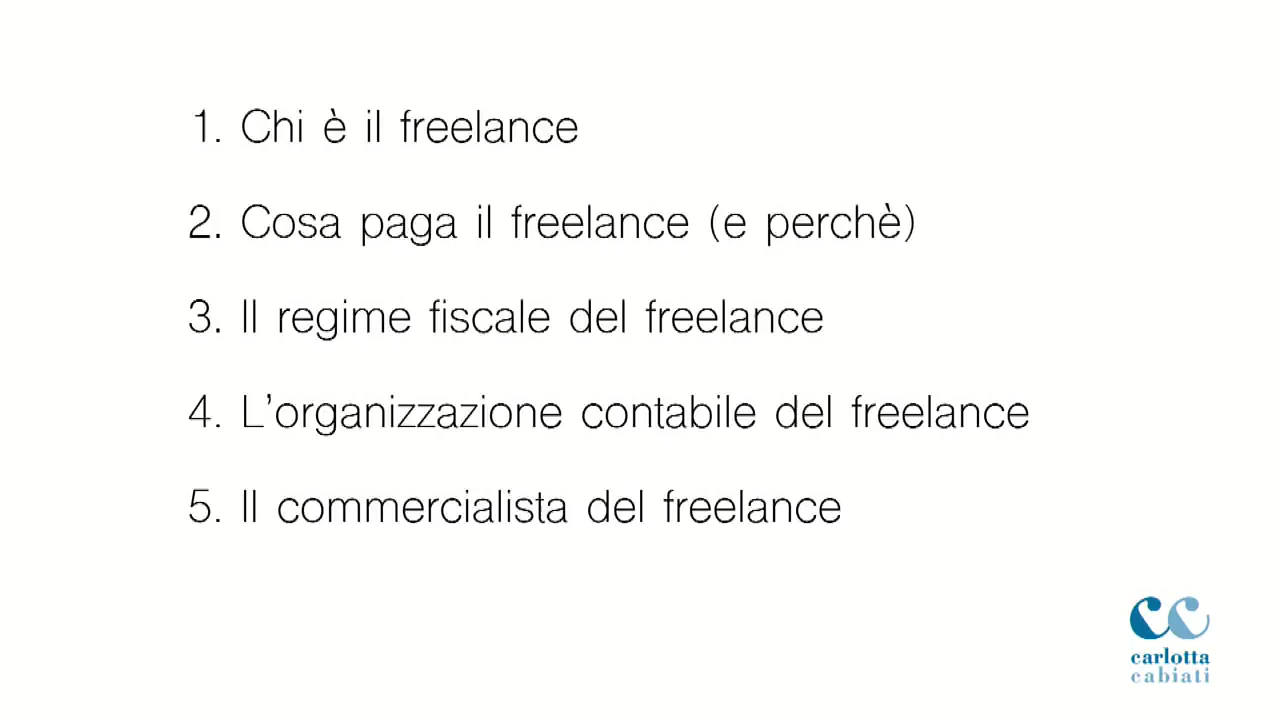 1. Chi è il freelance
2. Cosa paga il freelance (e perchè)
3. Il regime fiscale del freelance
4. L'organizzazione contabile del freelance
5. Il commercialista del freelance
cc
carlotta
cabiati